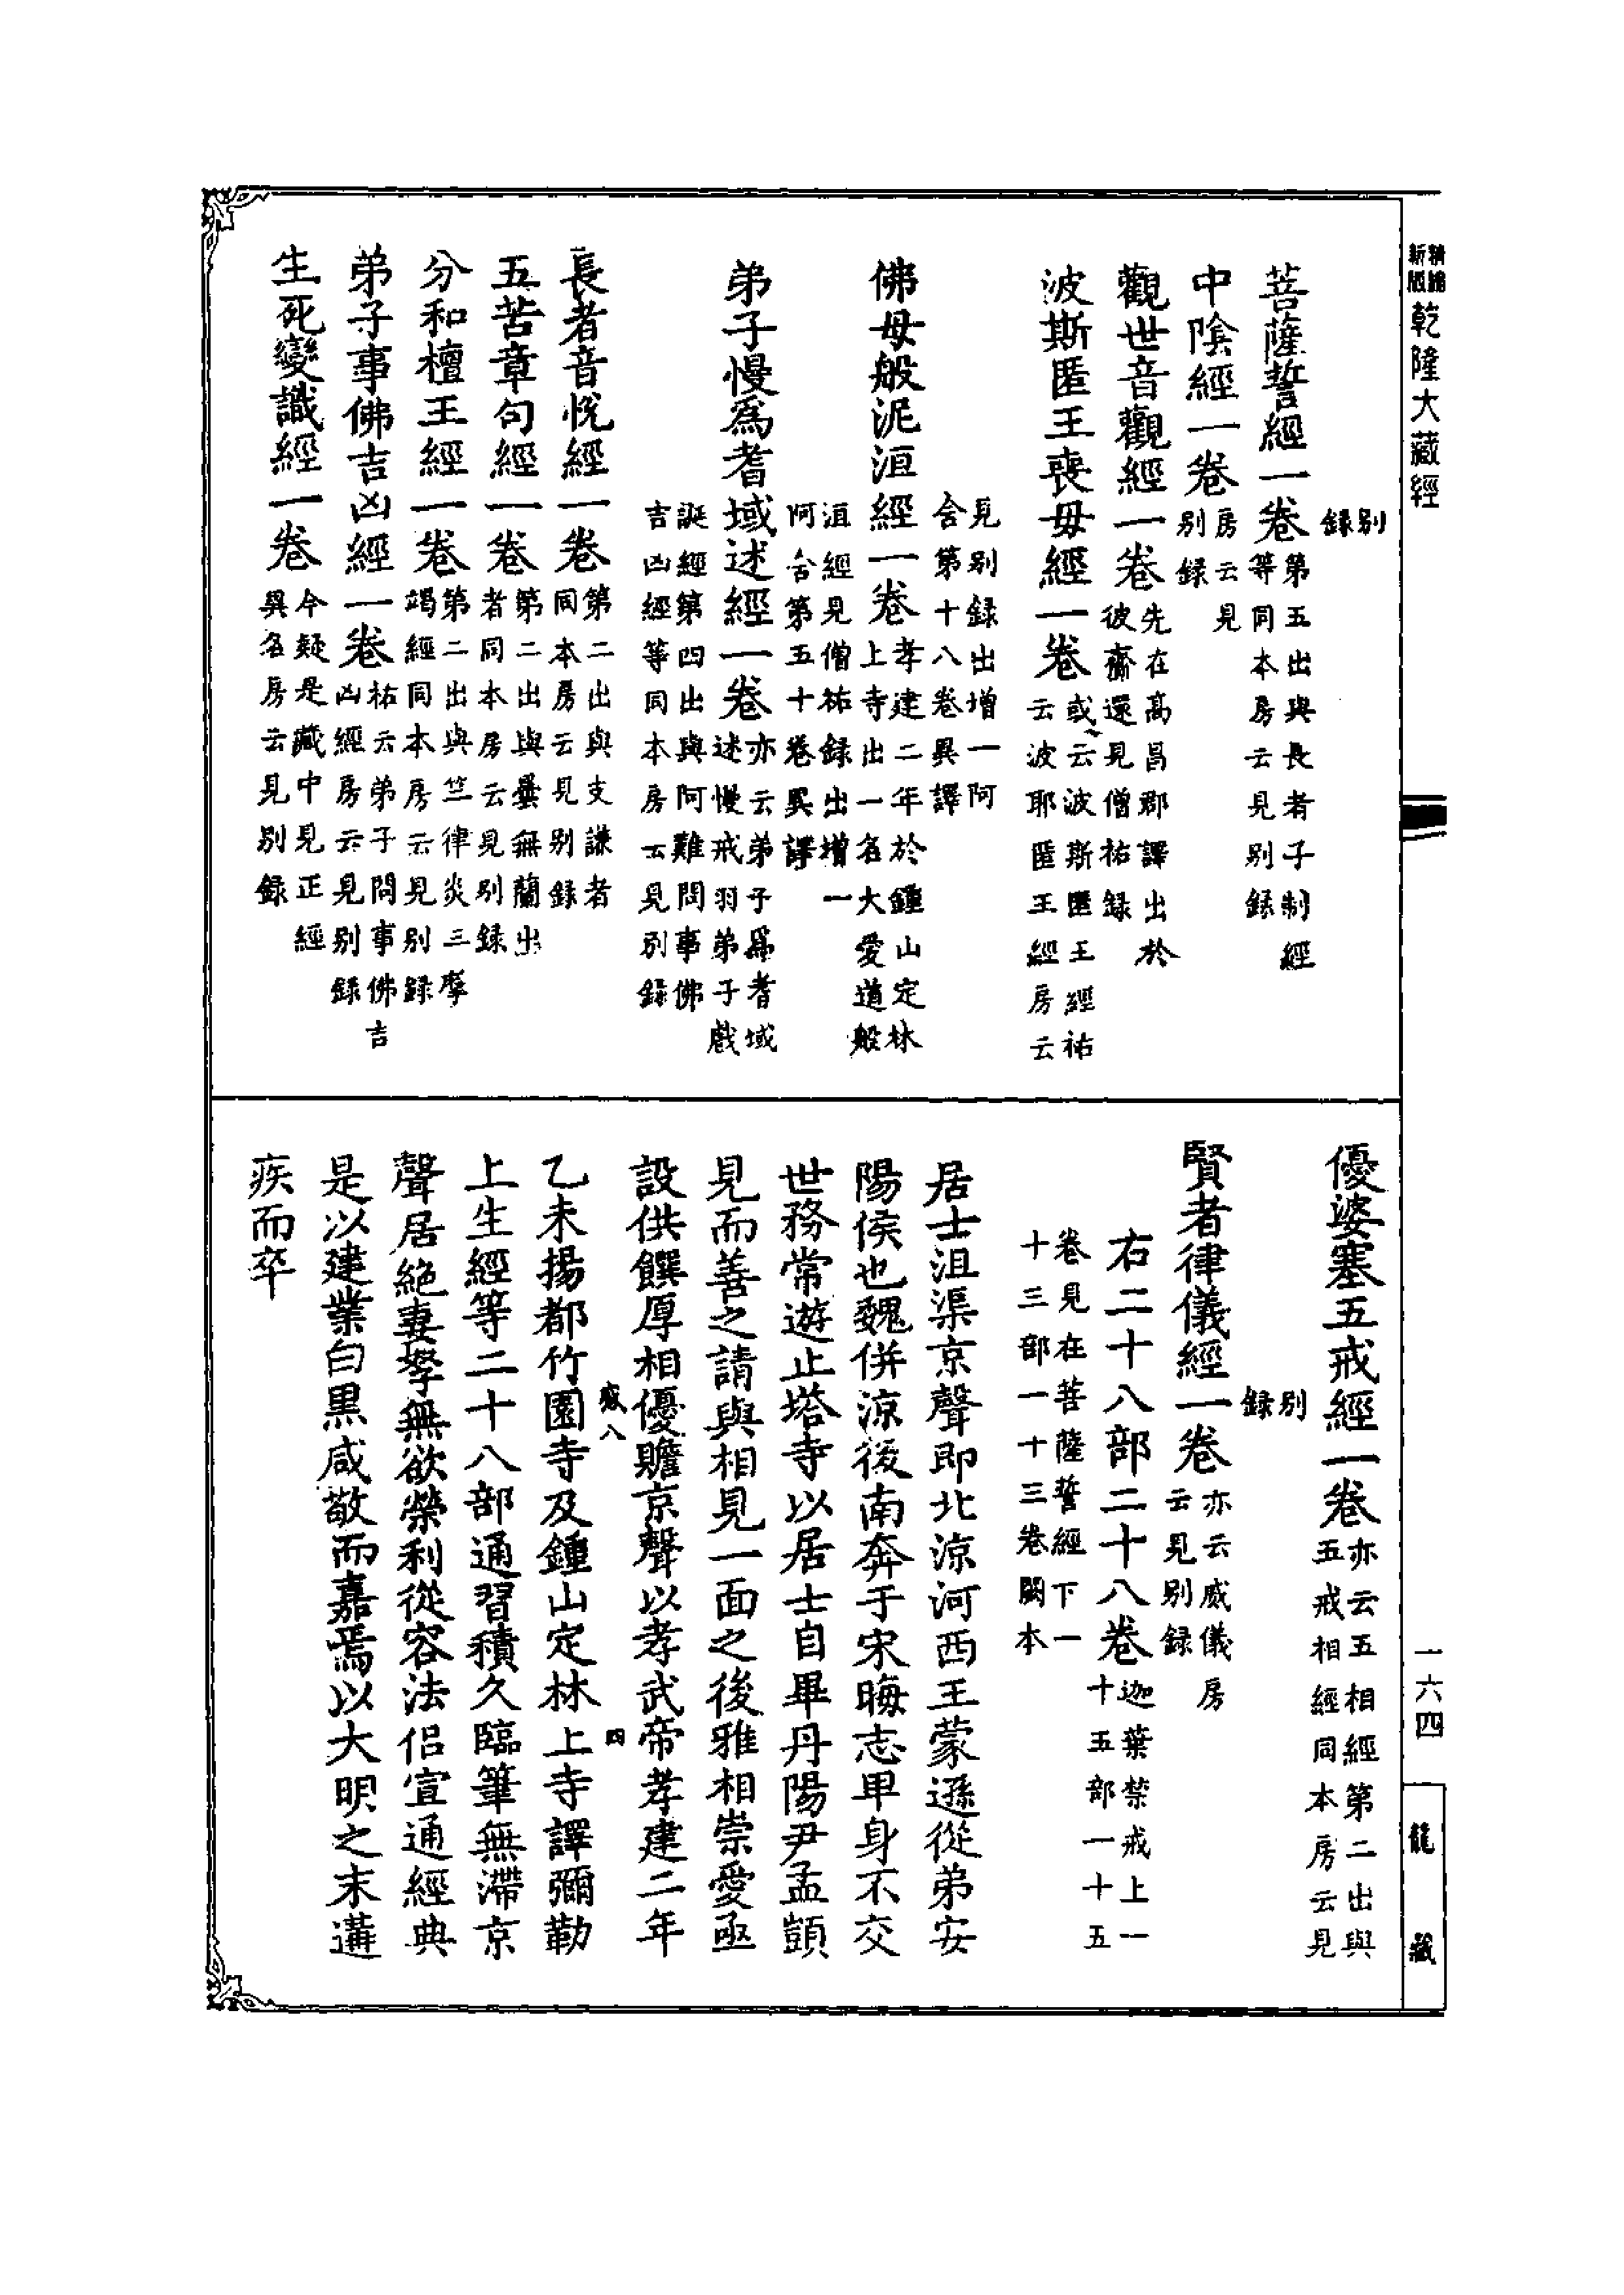 新版 精縮 乾隆大藏經
別
録
菩薩誓經一卷第五出與長者子制經
等同本房云見別録
中陰經一卷房云見
別録
觀世音觀經一卷先在高昌郡譯出於
彼齋還見僧祐録
波斯匿王喪母經一卷或云波斯匿王經祐
云波耶匿王經房云
見別録出增一阿
含第十八卷異譯
佛母般泥洹經一卷孝建二年於鍾山定林
上寺出一名大愛道般
洹經見僧祐録出增一
阿含第五十卷異譯
弟子慢為耆域述經一卷亦云弟子為耆域
述慢戒羽弟子戲
誕經第四出與阿難問事佛
吉凶經等同本房云見別録
長者音悅經一卷第二出與支謙者
同本房云見別録
五苦章句經一卷第二出與曇無蘭出
者同本房云見別録
分和檀王經一卷第二出與竺律炎三摩
竭經同本房云見別録
弟子事佛吉凶經一卷祐云弟子問事佛吉
凶經房云見別録
生死變識經一卷今疑是藏中見正經
異名房云見別録
優婆塞五戒經一卷亦云五相經第二出與
五戒相經同本房云見
別
録
賢者律儀經一卷亦云威儀房
云見別録
右二十八部二十八卷迦葉禁戒上一
十五部一十五
卷見在菩薩誓經下一
十三部一十三卷闕本
居士沮渠京聲即北涼河西王蒙遜從弟安
陽侯也魏併涼後南奔于宋晦志卑身不交
世務常遊止塔寺以居士自畢丹陽尹孟顗
見而善之請與相見一面之後雅相崇愛亟
設供饌厚相優贍京聲以孝武帝孝建二年
八 四
乙未揚都竹園寺及鍾山定林上寺譯彌勒
上生經等二十八部通習積久臨筆無滯京
聲居絶妻孥無欲榮利從容法侶宣通經典
是以建業白黒咸敬而嘉焉以大明之末遘
疾而卒
一六四
龍藏